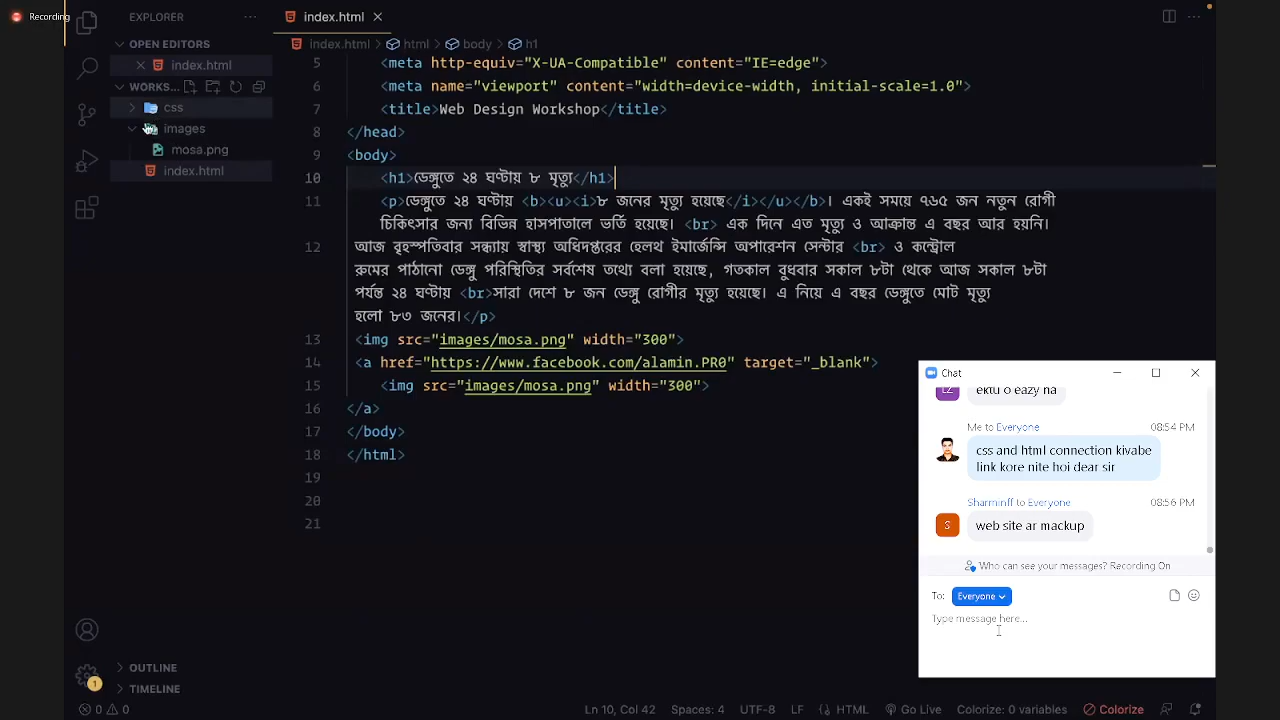 Recording
EXPLORER
index.html
OPEN EDITORS
index.html
WORKS...
css
images
mosa.png
index.html
index.html > html > body > h1
5 <meta http-equiv="X-UA-Compatible" content="IE=edge">
6 <meta name="viewport" content="width=device-width, initial-scale=1.0">
7 <title>Web Design Workshop</title>
8 </head>
9 <body>
10 <h1>ডেঙ্গুতে ২৪ ঘণ্টায় ৮ মৃত্যু</h1>
11 <p>ডেঙ্গুতে ২৪ ঘণ্টায় <b><u><i>৮ জনের মৃত্যু হয়েছে</i></u></b>। একই সময়ে ৭৬৫ জন নতুন রোগী
চিকিৎসার জন্য বিভিন্ন হাসপাতালে ভর্তি হয়েছে। <br> এক দিনে এত মৃত্যু ও আক্রান্ত এ বছর আর হয়নি।
12 আজ বৃহস্পতিবার সন্ধ্যায় স্বাস্থ্য অধিদপ্তরের হেলথ ইমার্জেন্সি অপারেশন সেন্টার <br> ও কন্ট্রোল
রুমের পাঠানো ডেঙ্গু পরিস্থিতির সর্বশেষ তথ্যে বলা হয়েছে, গতকাল বুধবার সকাল ৮টা থেকে আজ সকাল ৮টা
পর্যন্ত ২৪ ঘণ্টায় <br>সারা দেশে ৮ জন ডেঙ্গু রোগীর মৃত্যু হয়েছে। এ নিয়ে এ বছর ডেঙ্গুতে মোট মৃত্যু
হলো ৮৩ জনের।</p>
13 <img src="images/mosa.png" width="300">
14 <a href="https://www.facebook.com/alamin.PR0" target="_blank">
15 <img src="images/mosa.png" width="300">
16 </a>
17 </body>
18 </html>
19
20
21
Chat
LZ
ektu o eazy na
Me to Everyone 08:54 PM
css and html connection kivabe
link kore nite hoi dear sir
Sharminff to Everyone 08:56 PM
S
web site ar mackup
Who can see your messages? Recording On
To: Everyone
Type message here...
1
OUTLINE
TIMELINE
0 0
Ln 10, Col 42
Spaces: 4
UTF-8
LF
HTML
Go Live
Colorize: 0 variables
Colorize